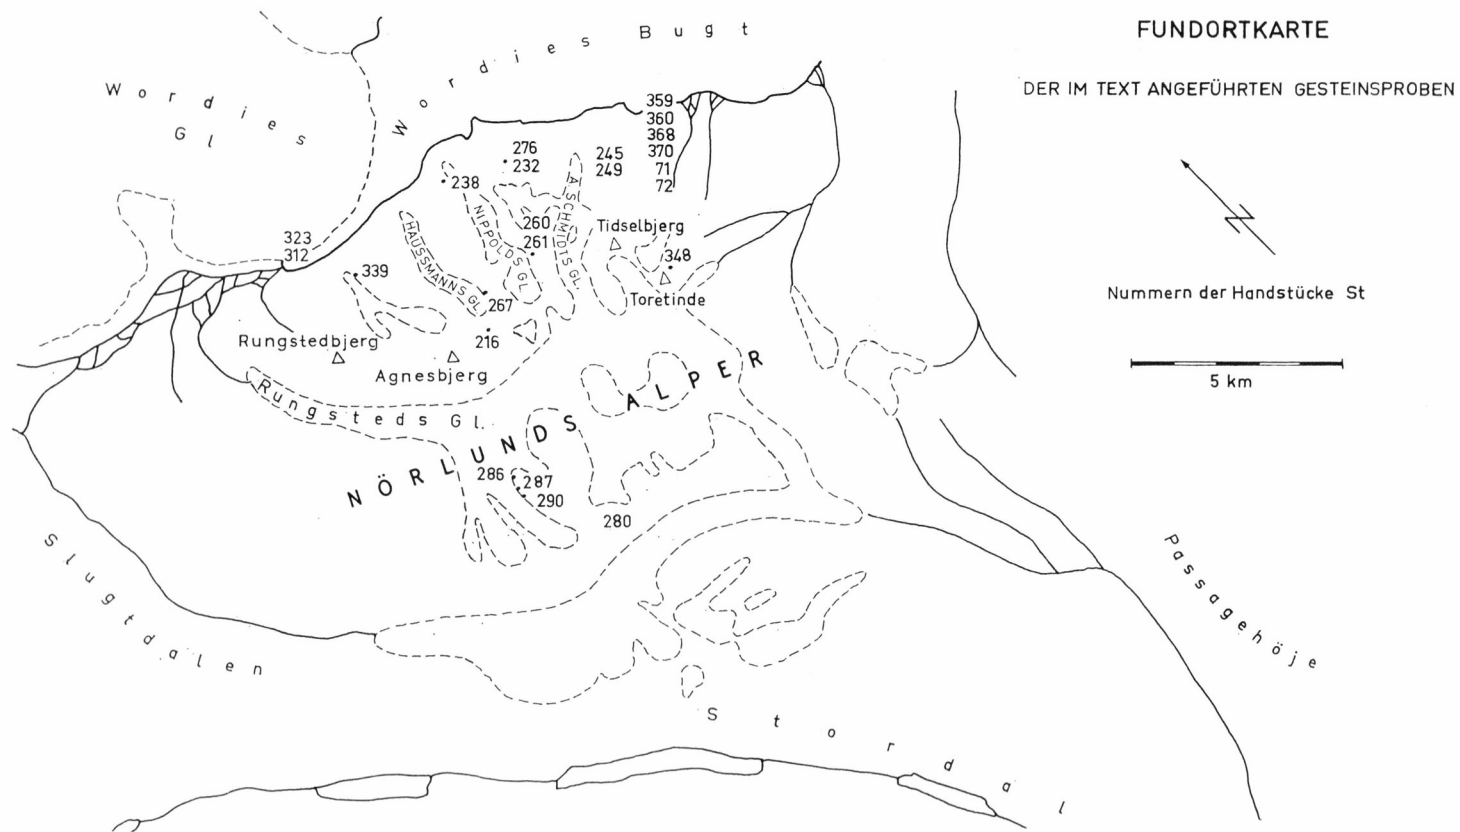 FUNDORTKARTE
DER IM TEXT ANGEFÜHRTEN GESTEINSPROBEN
Nummern der Handstücke St
5 km
Wordies Bugt
Wordies
Gl
359
360
368
370
71
72
276
232
245
249
238
NIPPOLDS GL
A. SCHMIDTS GL.
HAUSSMANNS GL
260
261
Tidselbjerg
348
Toretinde
323
312
339
267
216
Rungstedbjerg
Agnesbjerg
Rungsteds Gl.
NÖRLUNDS ALPER
286
287
290
280
Slugtdalen
Passagehöje
Stordal